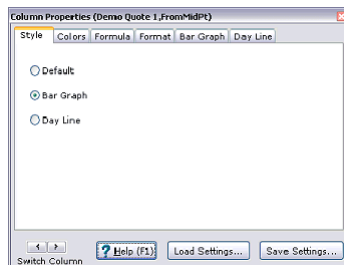 Column Properties (Demo Quote 1,FromMidPt)
Style Colors Formula Format Bar Graph Day Line
Default
Bar Graph
Day Line
Switch Column
? Help (F1) Load Settings... Save Settings...